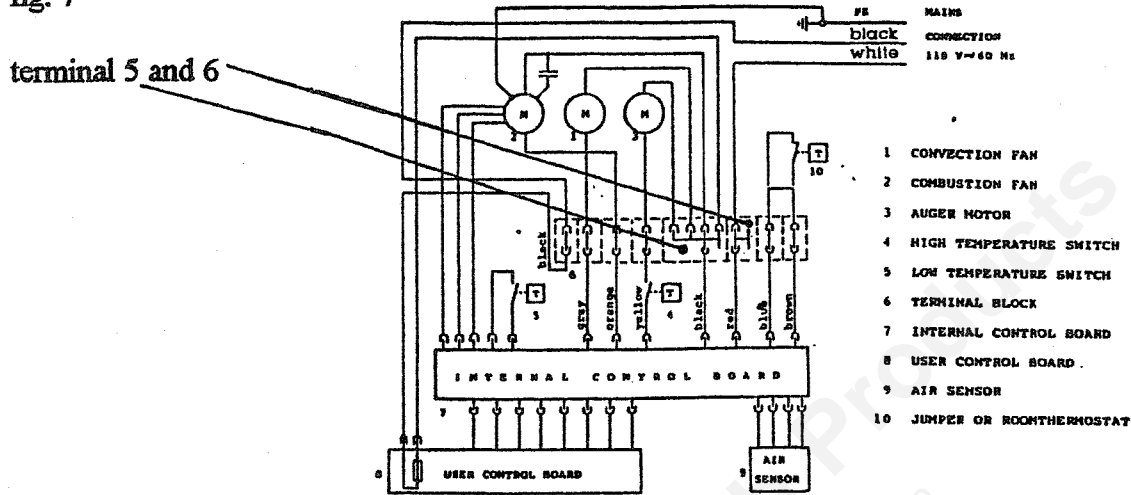 fig. 7
terminal 5 and 6
PE MAINS
black CONNECTION
white 110 V~/60 Hz
M M M
2 1 3
T
10
1 CONVECTION FAN
2 COMBUSTION FAN
3 AUGER MOTOR
4 HIGH TEMPERATURE SWITCH
5 LOW TEMPERATURE SWITCH
6 TERMINAL BLOCK
7 INTERNAL CONTROL BOARD
8 USER CONTROL BOARD.
9 AIR SENSOR
10 JUMPER OR ROOMTHERMOSTAT
black
6
T
5
gray
orange
yellow
T
4
black
red
blue
brown
INTERNAL CONTROL BOARD
7
8 USER CONTROL BOARD
9 AIR
SENSOR
Products